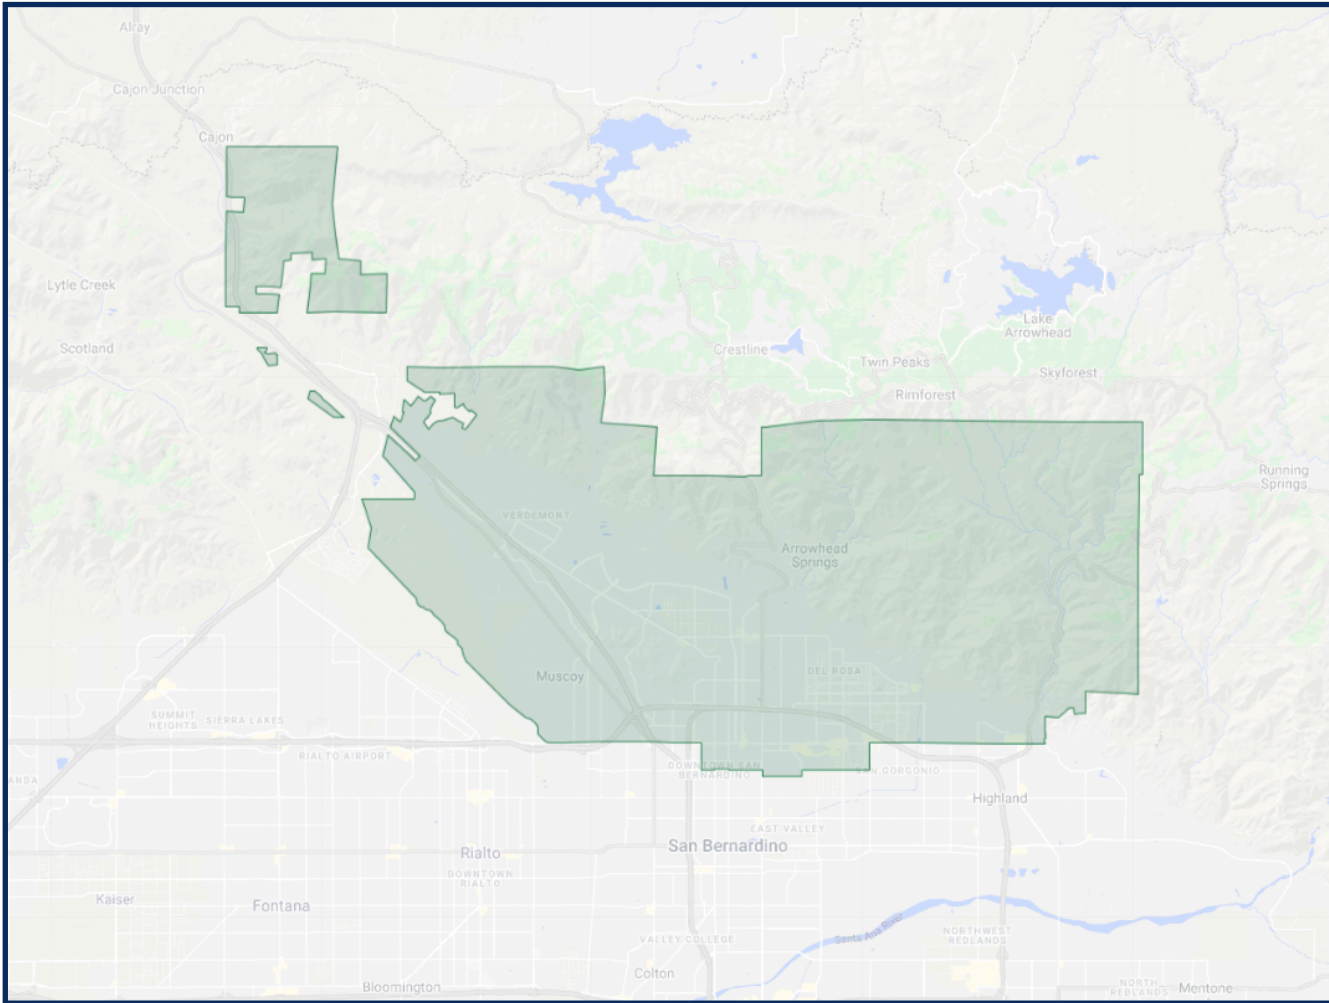 Alray
Cajon Junction
Cajon
Lytle Creek
Lake
Arrowhead
Scotland
Crestline
Twin Peaks
Skyforest
Rimforest
Running
Springs
VERDEMONT
Arrowhead
Springs
DEL ROSA
Muscoy
SUMMIT
HEIGHTS
SIERRA LAKES
RIALTO AIRPORT
DOWNTOWN SAN
BERNARDINO
SAN GORGONIO
ANDA
Highland
EAST VALLEY
San Bernardino
Rialto
DOWNTOWN
RIALTO
Kaiser
Fontana
Santa Ana River
NORTHWEST
REDLANDS
VALLEY COLLEGE
Colton
Bloomington
NORTH
REDLANDS
Mentone